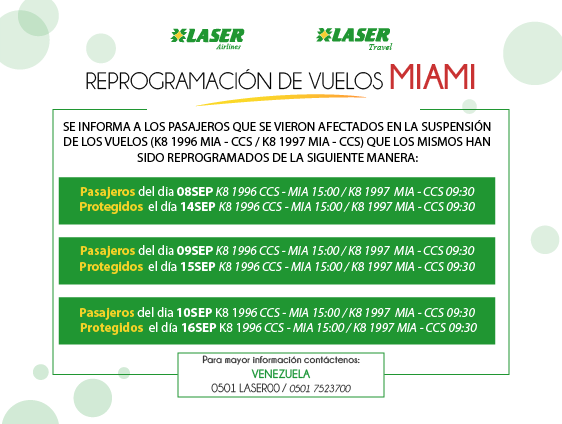 LASER LASER
Airlines Travel
REPROGRAMACIÓN DE VUELOS MIAMI
SE INFORMA A LOS PASAJEROS QUE SE VIERON AFECTADOS EN LA SUSPENSIÓN
DE LOS VUELOS (K8 1996 MIA - CCS / K8 1997 MIA - CCS) QUE LOS MISMOS HAN
SIDO REPROGRAMADOS DE LA SIGUIENTE MANERA:
Pasajeros del dia 08SEP K8 1996 CCS - MIA 15:00 / K8 1997 MIA - CCS 09:30
Protegidos el día 14SEP K8 1996 CCS - MIA 15:00 / K8 1997 MIA - CCS 09:30
Pasajeros del dia 09SEP K8 1996 CCS - MIA 15:00 / K8 1997 MIA - CCS 09:30
Protegidos el día 15SEP K8 1996 CCS - MIA 15:00 / K8 1997 MIA - CCS 09:30
Pasajeros del dia 10SEP K8 1996 CCS - MIA 15:00 / K8 1997 MIA - CCS 09:30
Protegidos el día 16SEP K8 1996 CCS - MIA 15:00 / K8 1997 MIA - CCS 09:30
Para mayor información contáctenos:
VENEZUELA
0501 LASER00 / 0501 7523700